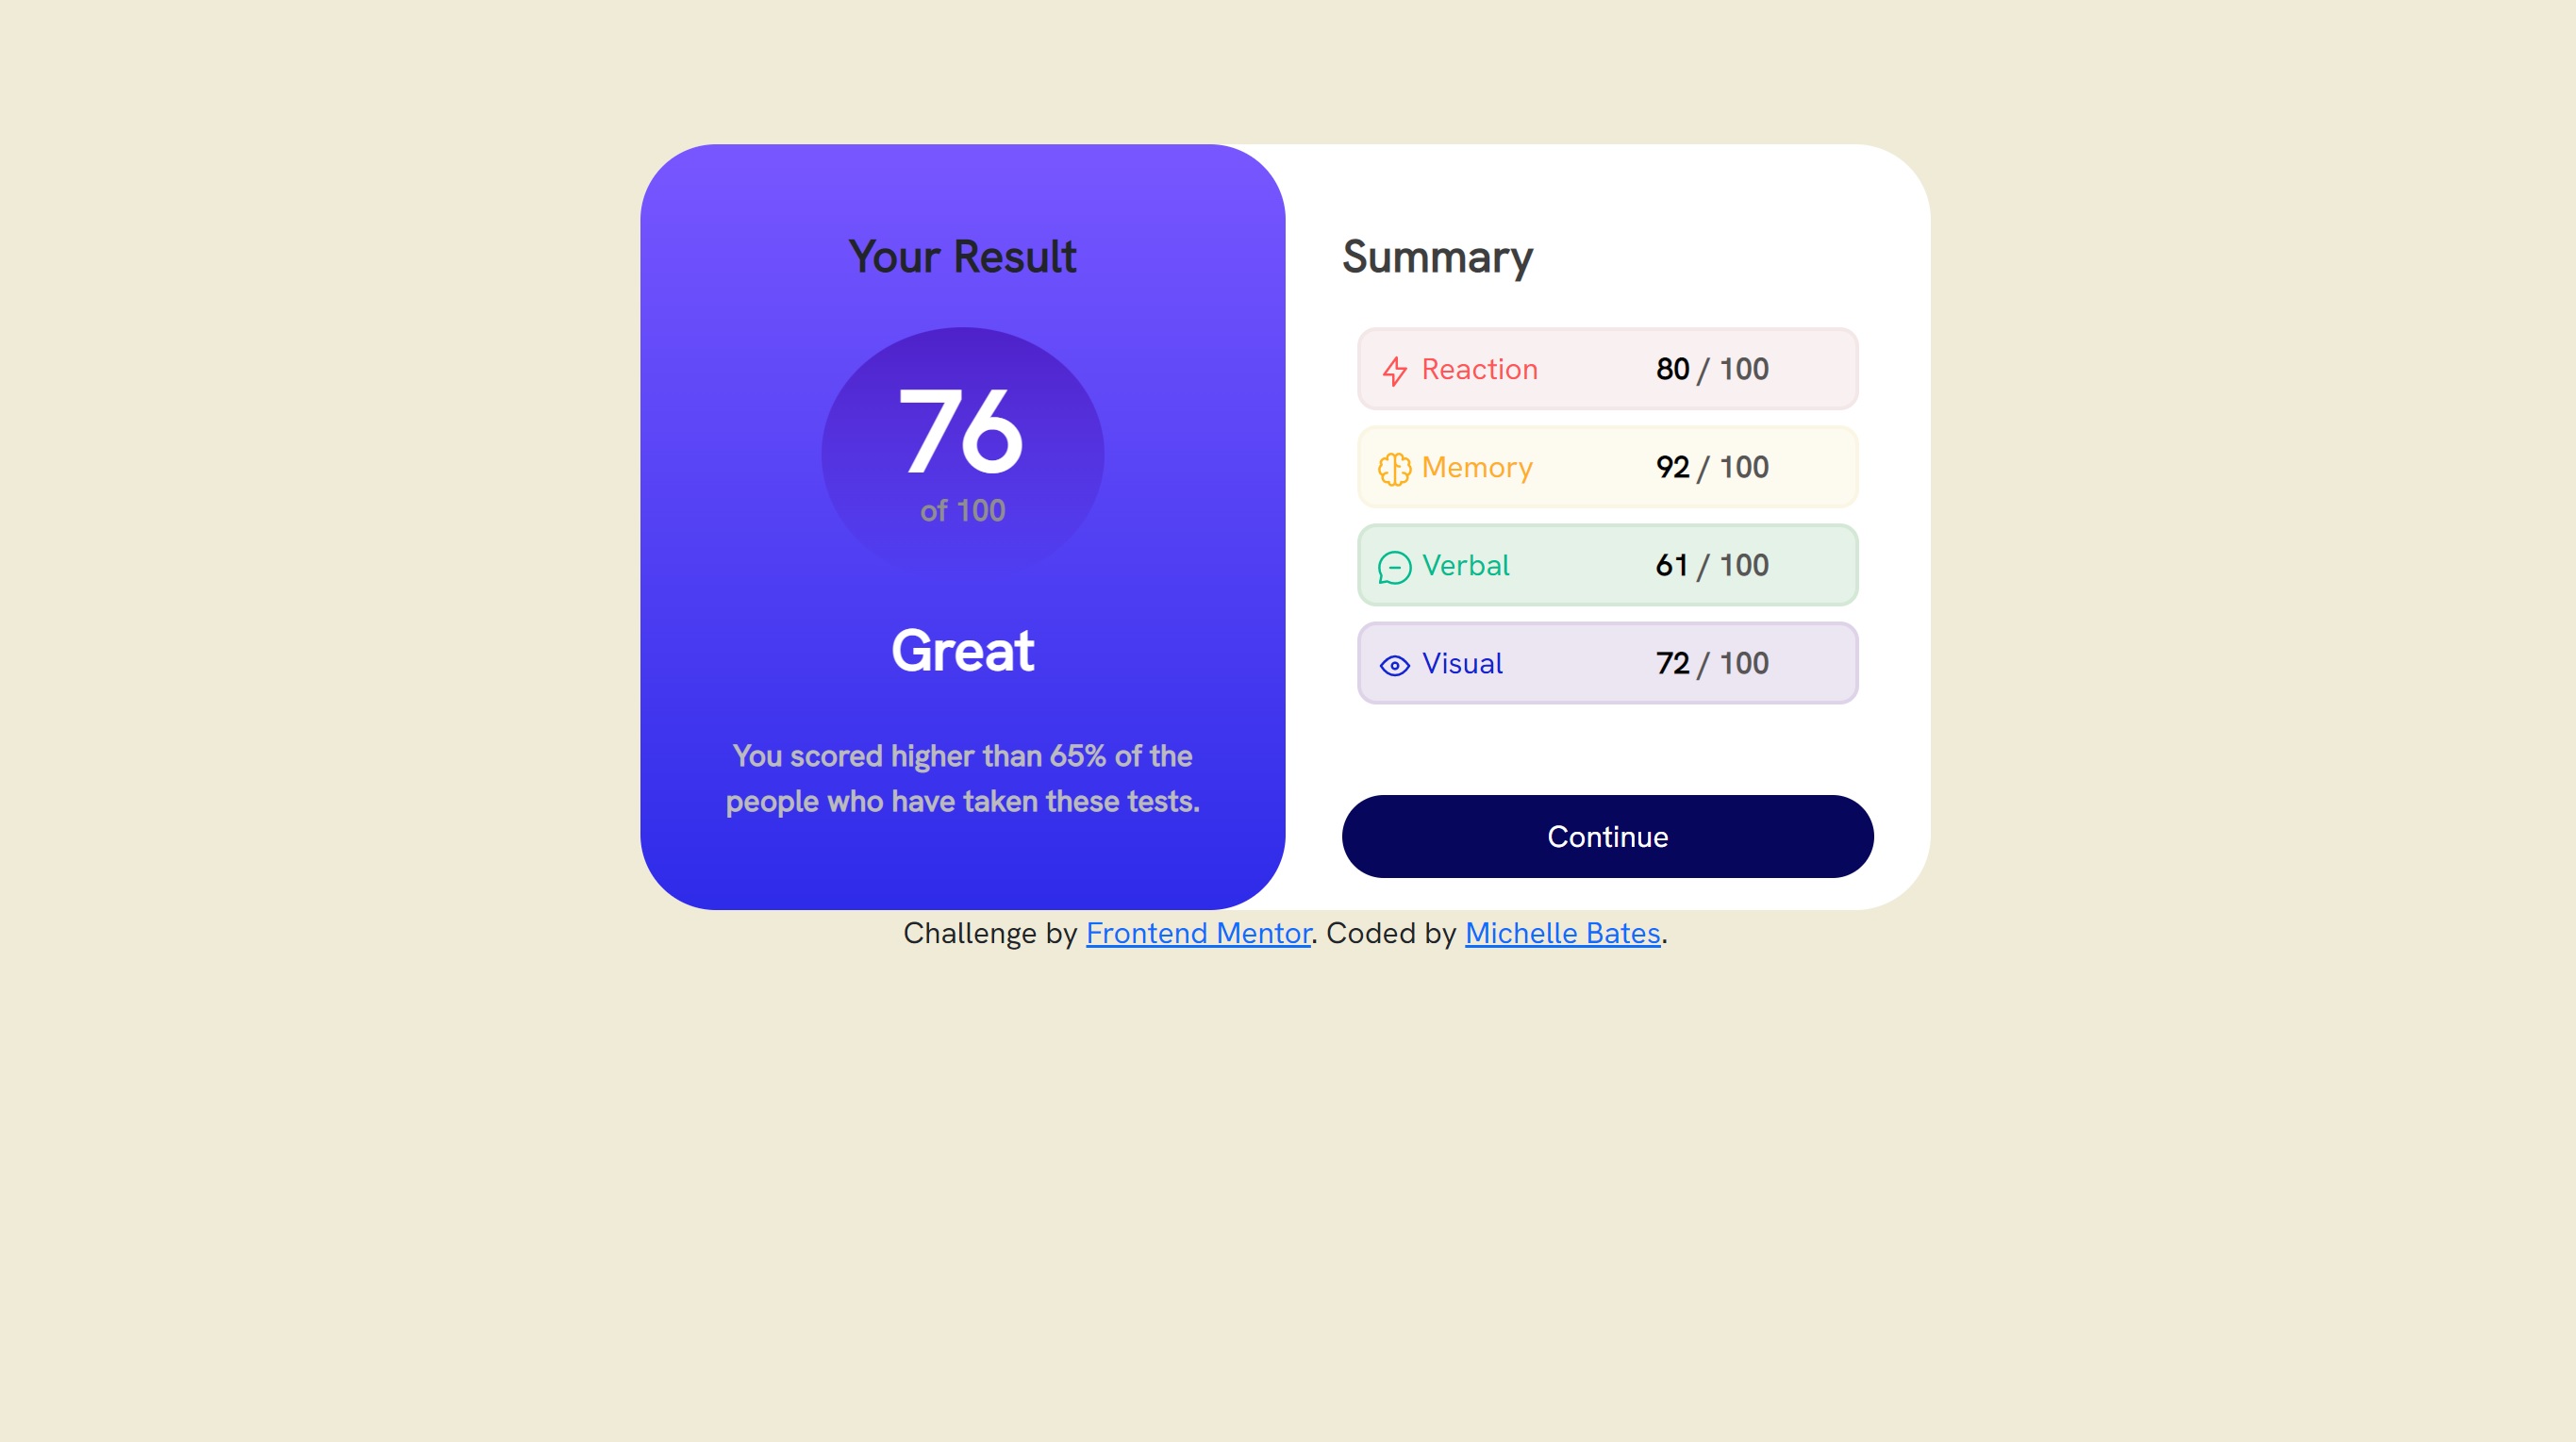 Your Result
76
of 100
Great
You scored higher than 65% of the
people who have taken these tests.
Summary
Reaction 80 / 100
Memory 92 / 100
Verbal 61 / 100
Visual 72 / 100
Continue
Challenge by Frontend Mentor. Coded by Michelle Bates.